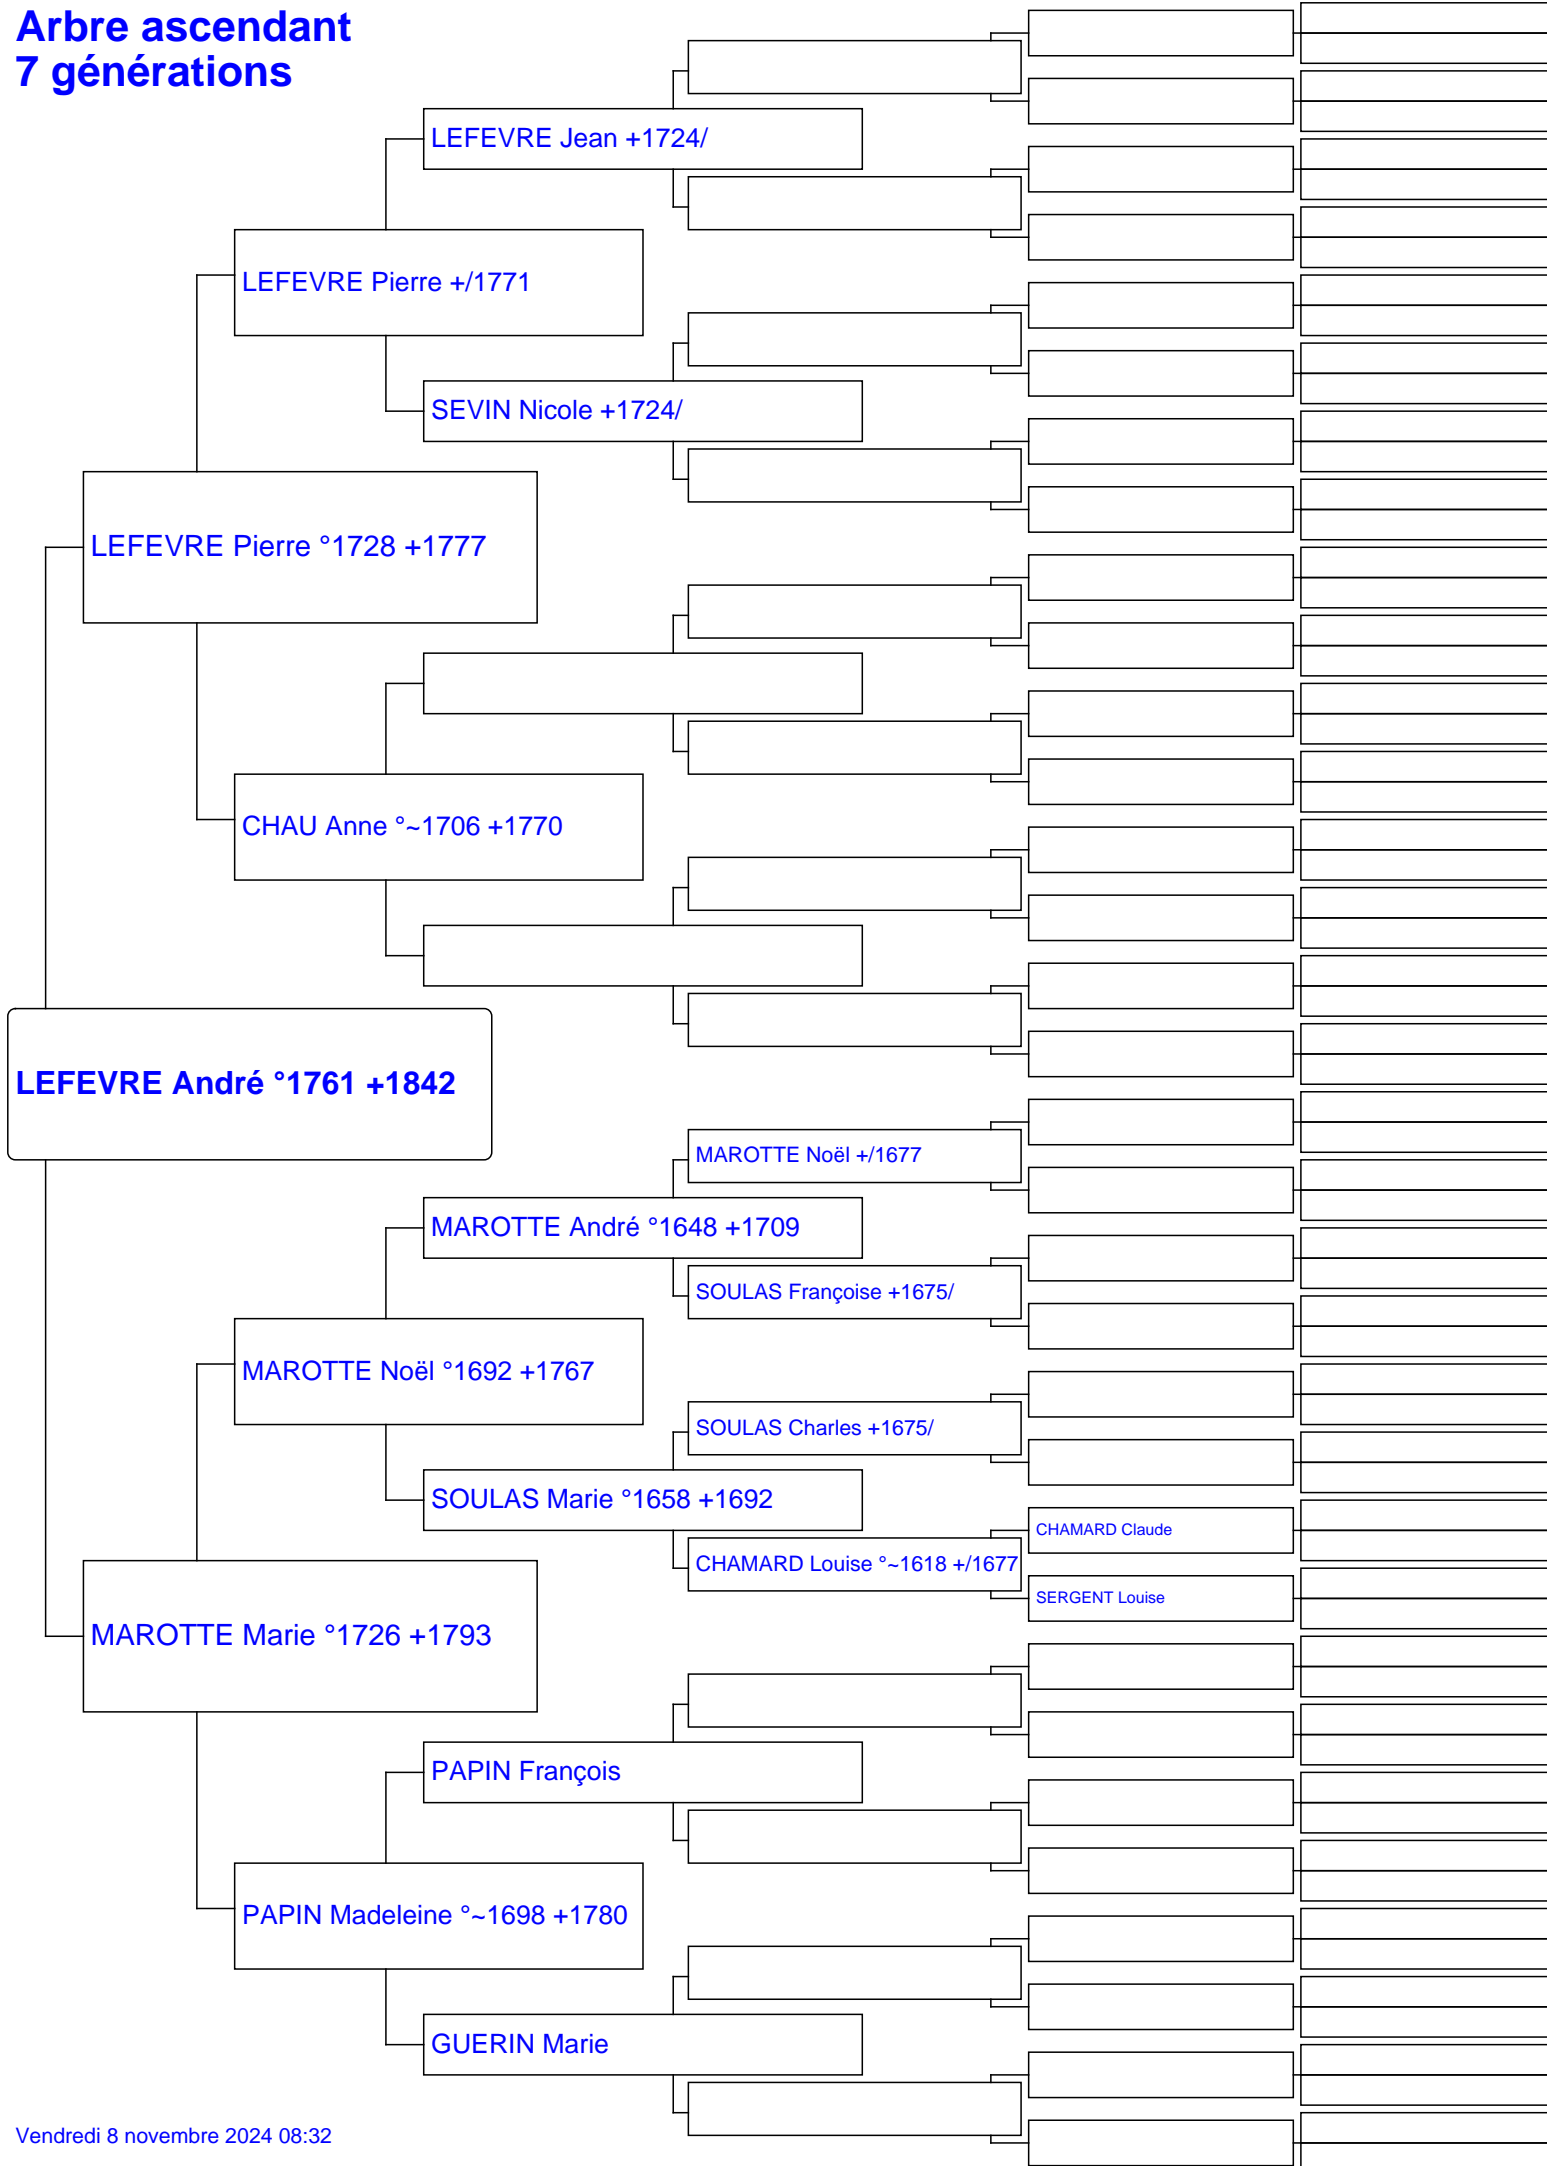 Arbre ascendant
7 générations
LEFEVRE Jean +1724/
LEFEVRE Pierre +/1771
SEVIN Nicole +1724/
LEFEVRE Pierre °1728 +1777
CHAU Anne °~1706 +1770
LEFEVRE André °1761 +1842
MAROTTE Noël +/1677
MAROTTE André °1648 +1709
SOULAS Françoise +1675/
MAROTTE Noël °1692 +1767
SOULAS Charles +1675/
SOULAS Marie °1658 +1692
CHAMARD Claude
CHAMARD Louise °~1618 +/1677
SERGENT Louise
MAROTTE Marie °1726 +1793
PAPIN François
PAPIN Madeleine °~1698 +1780
GUERIN Marie
Vendredi 8 novembre 2024 08:32